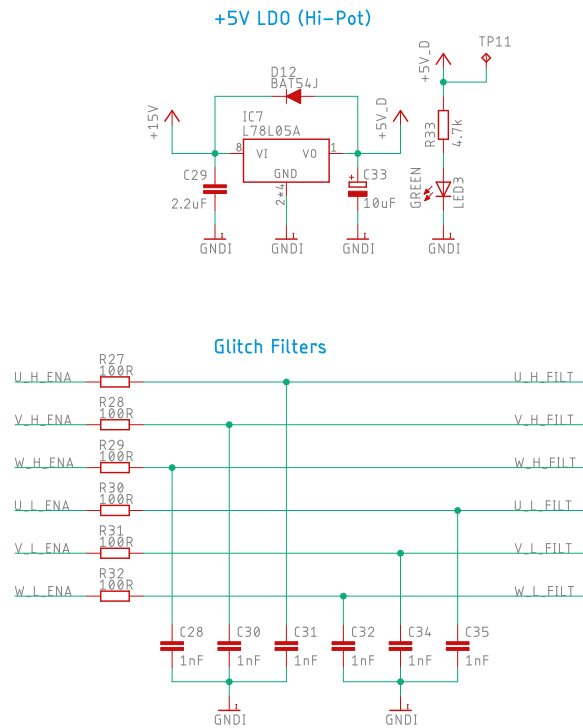 +5V LDO (Hi-Pot)
TP11
+5V_D
D12
BAT54J
+15V
IC7
L78L05A
+5V_D
R33
4.7k
8
VI
VO
1
GND
2*4
C29
2.2uF
+
C33
10uF
GREEN
LED3
GNDI
GNDI
GNDI
GNDI
Glitch Filters
R27
U_H_ENA
100R
U_H_FILT
R28
V_H_ENA
100R
V_H_FILT
R29
W_H_ENA
100R
W_H_FILT
R30
U_L_ENA
100R
U_L_FILT
R31
V_L_ENA
100R
V_L_FILT
R32
W_L_ENA
100R
W_L_FILT
C28
C30
C31
C32
C34
C35
1nF
1nF
1nF
1nF
1nF
1nF
GNDI
GNDI